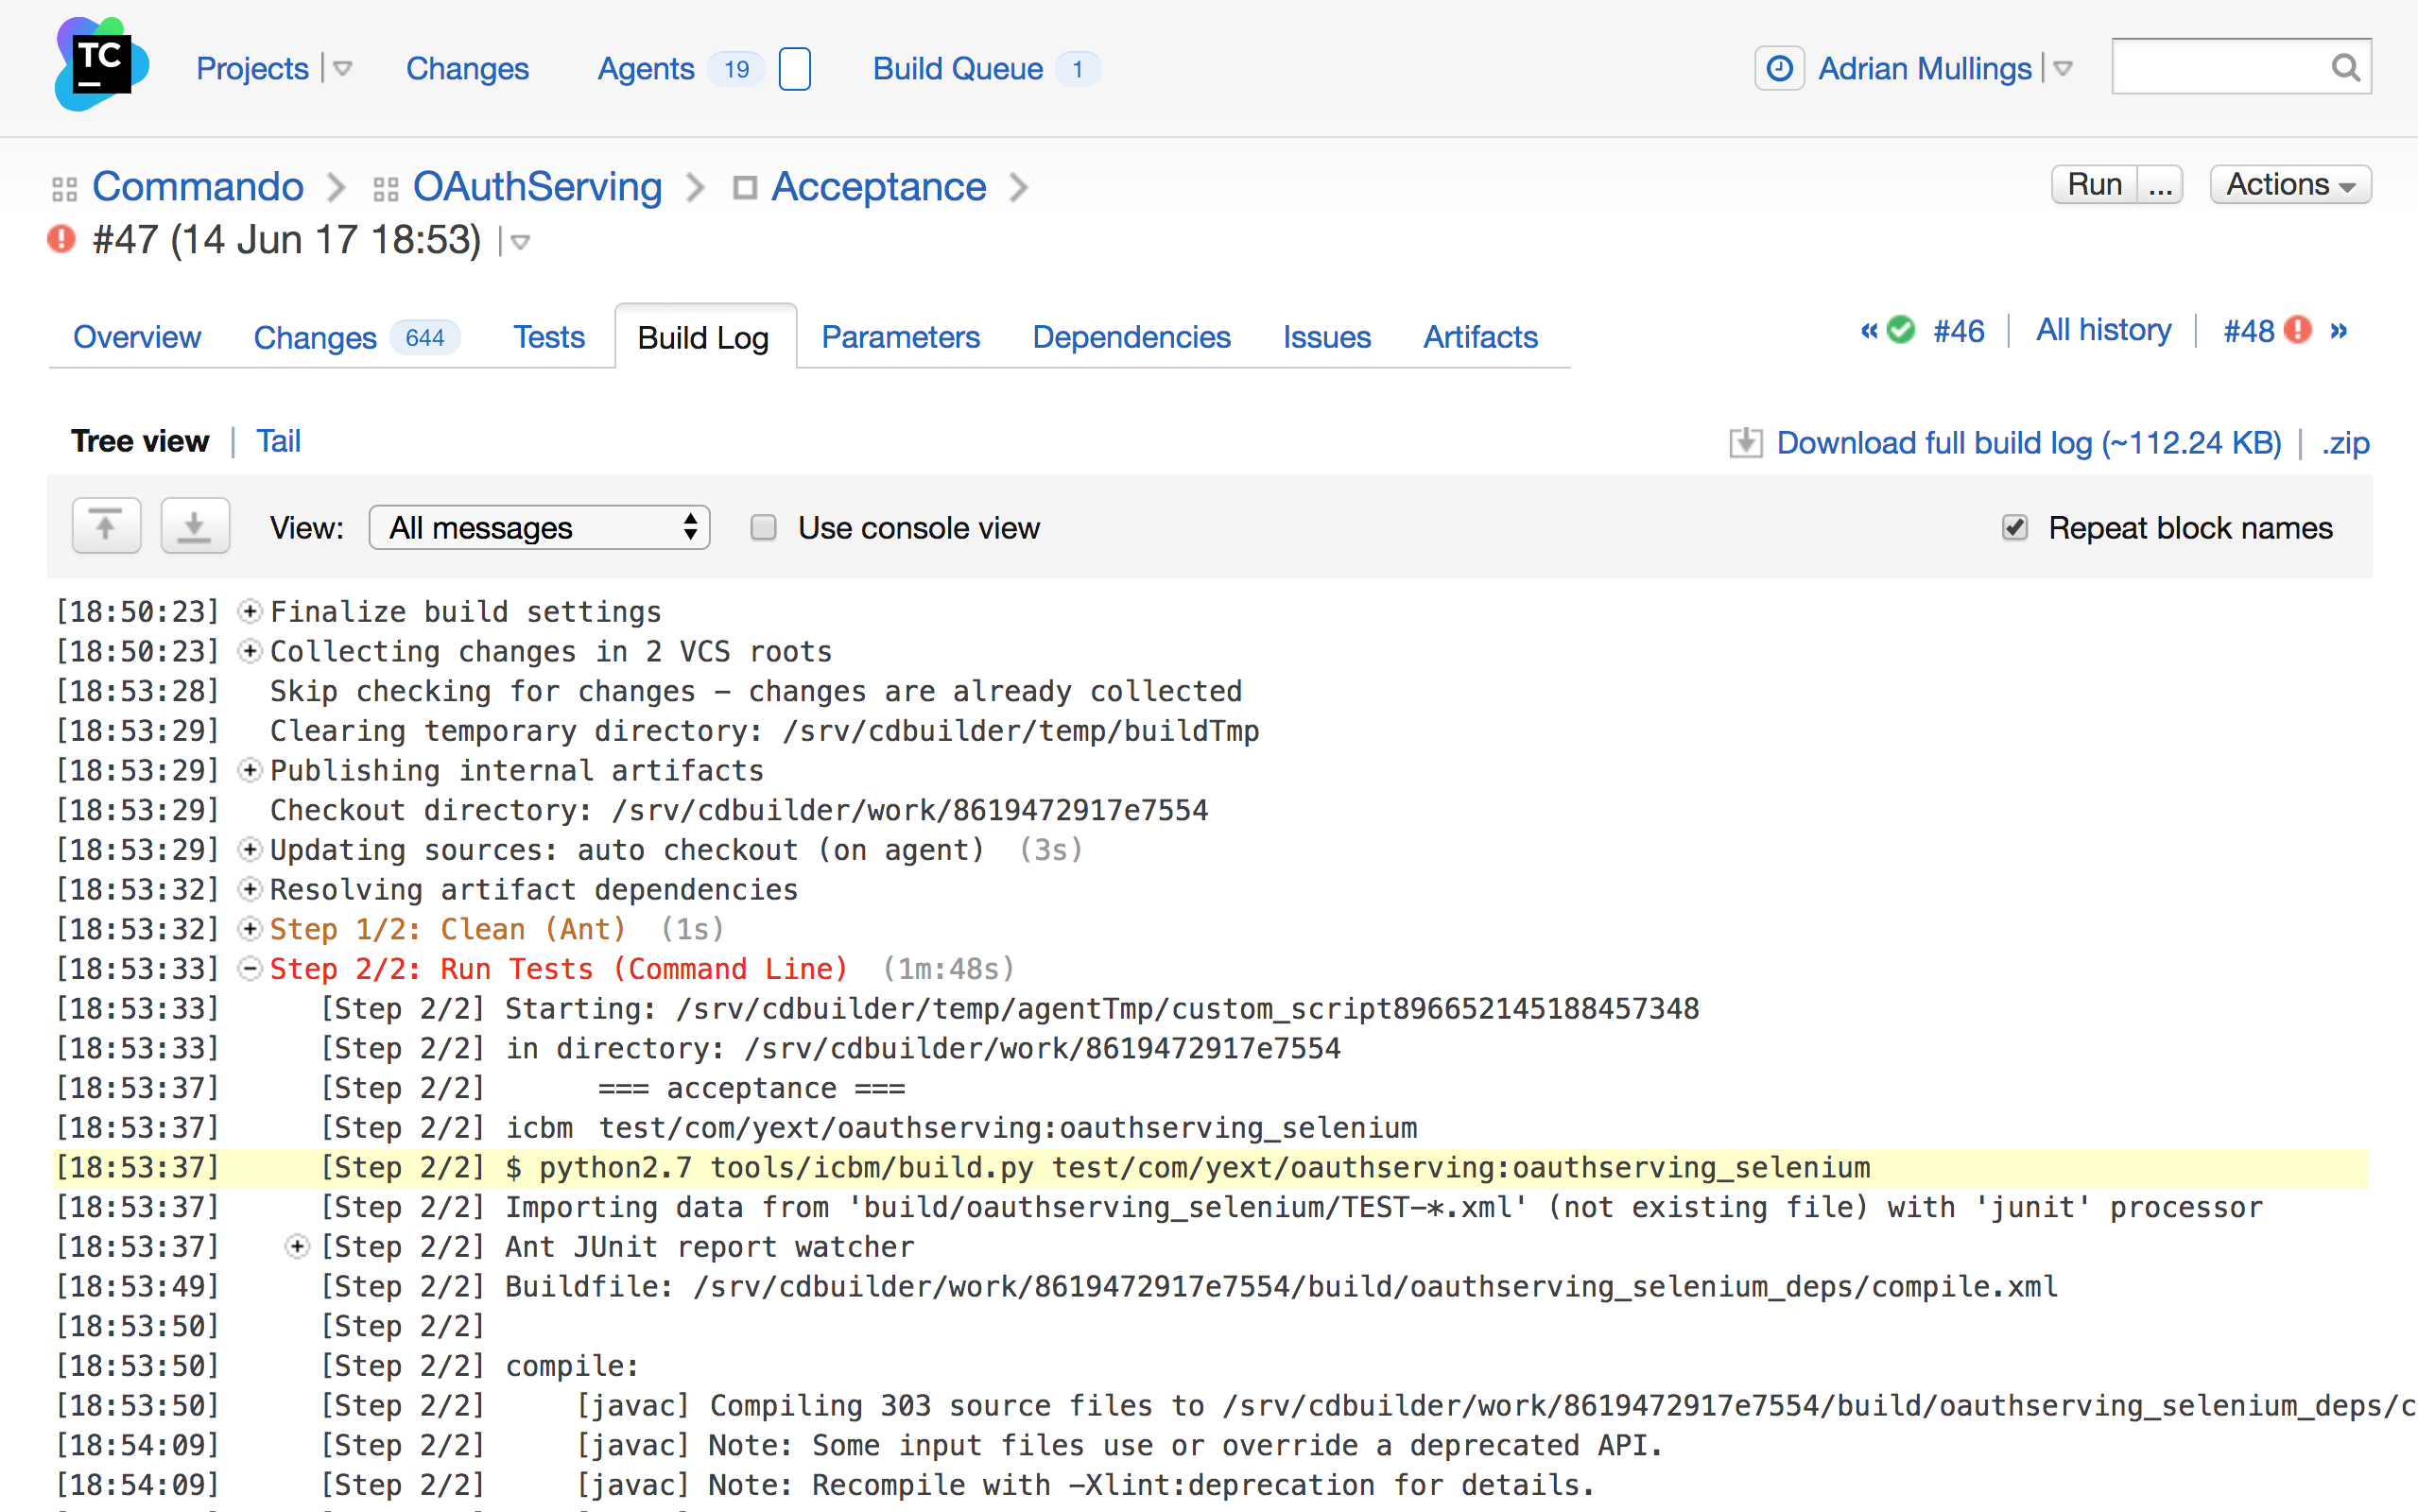 TC
Projects Changes Agents 19 Build Queue 1 Adrian Mullings
Commando OAuthServing Acceptance Run ... Actions
#47 (14 Jun 17 18:53)
Overview Changes 644 Tests Build Log Parameters Dependencies Issues Artifacts « #46 All history #48 »
Tree view | Tail Download full build log (~112.24 KB) | .zip
View: All messages Use console view Repeat block names
[18:50:23] Finalize build settings
[18:50:23] Collecting changes in 2 VCS roots
[18:53:28] Skip checking for changes - changes are already collected
[18:53:29] Clearing temporary directory: /srv/cdbuilder/temp/buildTmp
[18:53:29] Publishing internal artifacts
[18:53:29] Checkout directory: /srv/cdbuilder/work/8619472917e7554
[18:53:29] Updating sources: auto checkout (on agent) (3s)
[18:53:32] Resolving artifact dependencies
[18:53:32] Step 1/2: Clean (Ant) (1s)
[18:53:33] Step 2/2: Run Tests (Command Line) (1m:48s)
[18:53:33] [Step 2/2] Starting: /srv/cdbuilder/temp/agentTmp/custom_script896652145188457348
[18:53:33] [Step 2/2] in directory: /srv/cdbuilder/work/8619472917e7554
[18:53:37] [Step 2/2] === acceptance ===
[18:53:37] [Step 2/2] icbm test/com/yext/oauthserving:oauthserving_selenium
[18:53:37] [Step 2/2] $ python2.7 tools/icbm/build.py test/com/yext/oauthserving:oauthserving_selenium
[18:53:37] [Step 2/2] Importing data from 'build/oauthserving_selenium/TEST-*.xml' (not existing file) with 'junit' processor
[18:53:37] [Step 2/2] Ant JUnit report watcher
[18:53:49] [Step 2/2] Buildfile: /srv/cdbuilder/work/8619472917e7554/build/oauthserving_selenium_deps/compile.xml
[18:53:50] [Step 2/2]
[18:53:50] [Step 2/2] compile:
[18:53:50] [Step 2/2] [javac] Compiling 303 source files to /srv/cdbuilder/work/8619472917e7554/build/oauthserving_selenium_deps/c
[18:54:09] [Step 2/2] [javac] Note: Some input files use or override a deprecated API.
[18:54:09] [Step 2/2] [javac] Note: Recompile with -Xlint:deprecation for details.